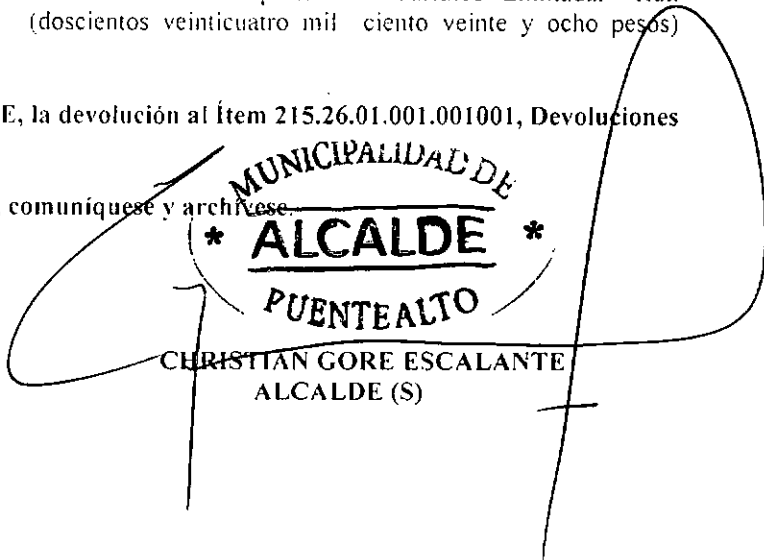 (doscientos veinticuatro mil ciento veinte y ocho pesos)
E, la devolución al Ítem 215.26.01.001.001001, Devoluciones
comuníquese y archívese.
MUNICIPALIDAD DE
* ALCALDE *
PUENTE ALTO
CHRISTIAN GORE ESCALANTE
ALCALDE (S)